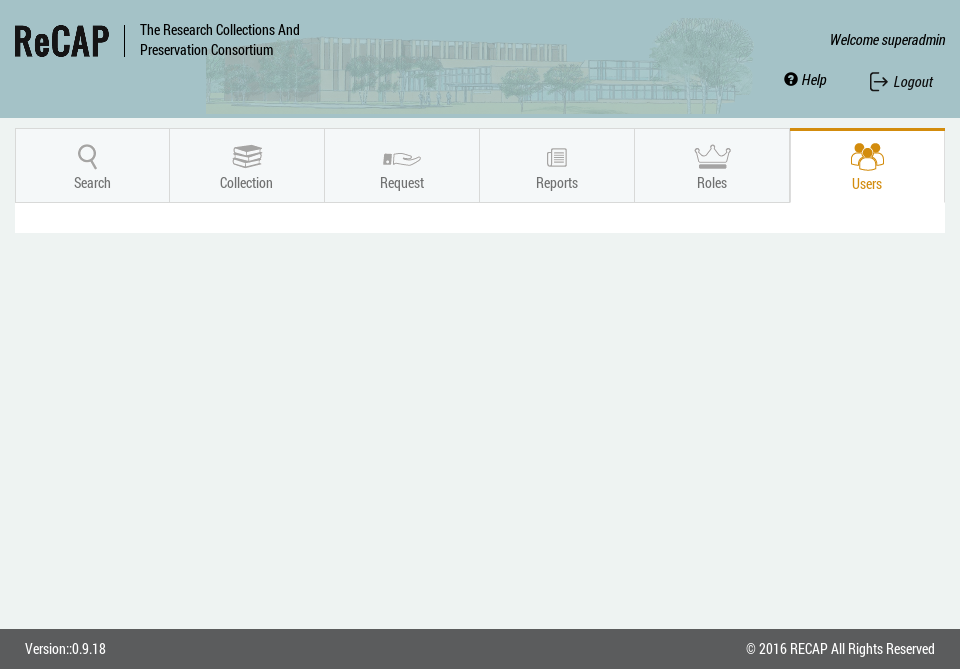 ReCAP
The Research Collections And
Preservation Consortium
Welcome superadmin
Help
Logout
Search
Collection
Request
Reports
Roles
Users
Version::0.9.18
© 2016 RECAP All Rights Reserved